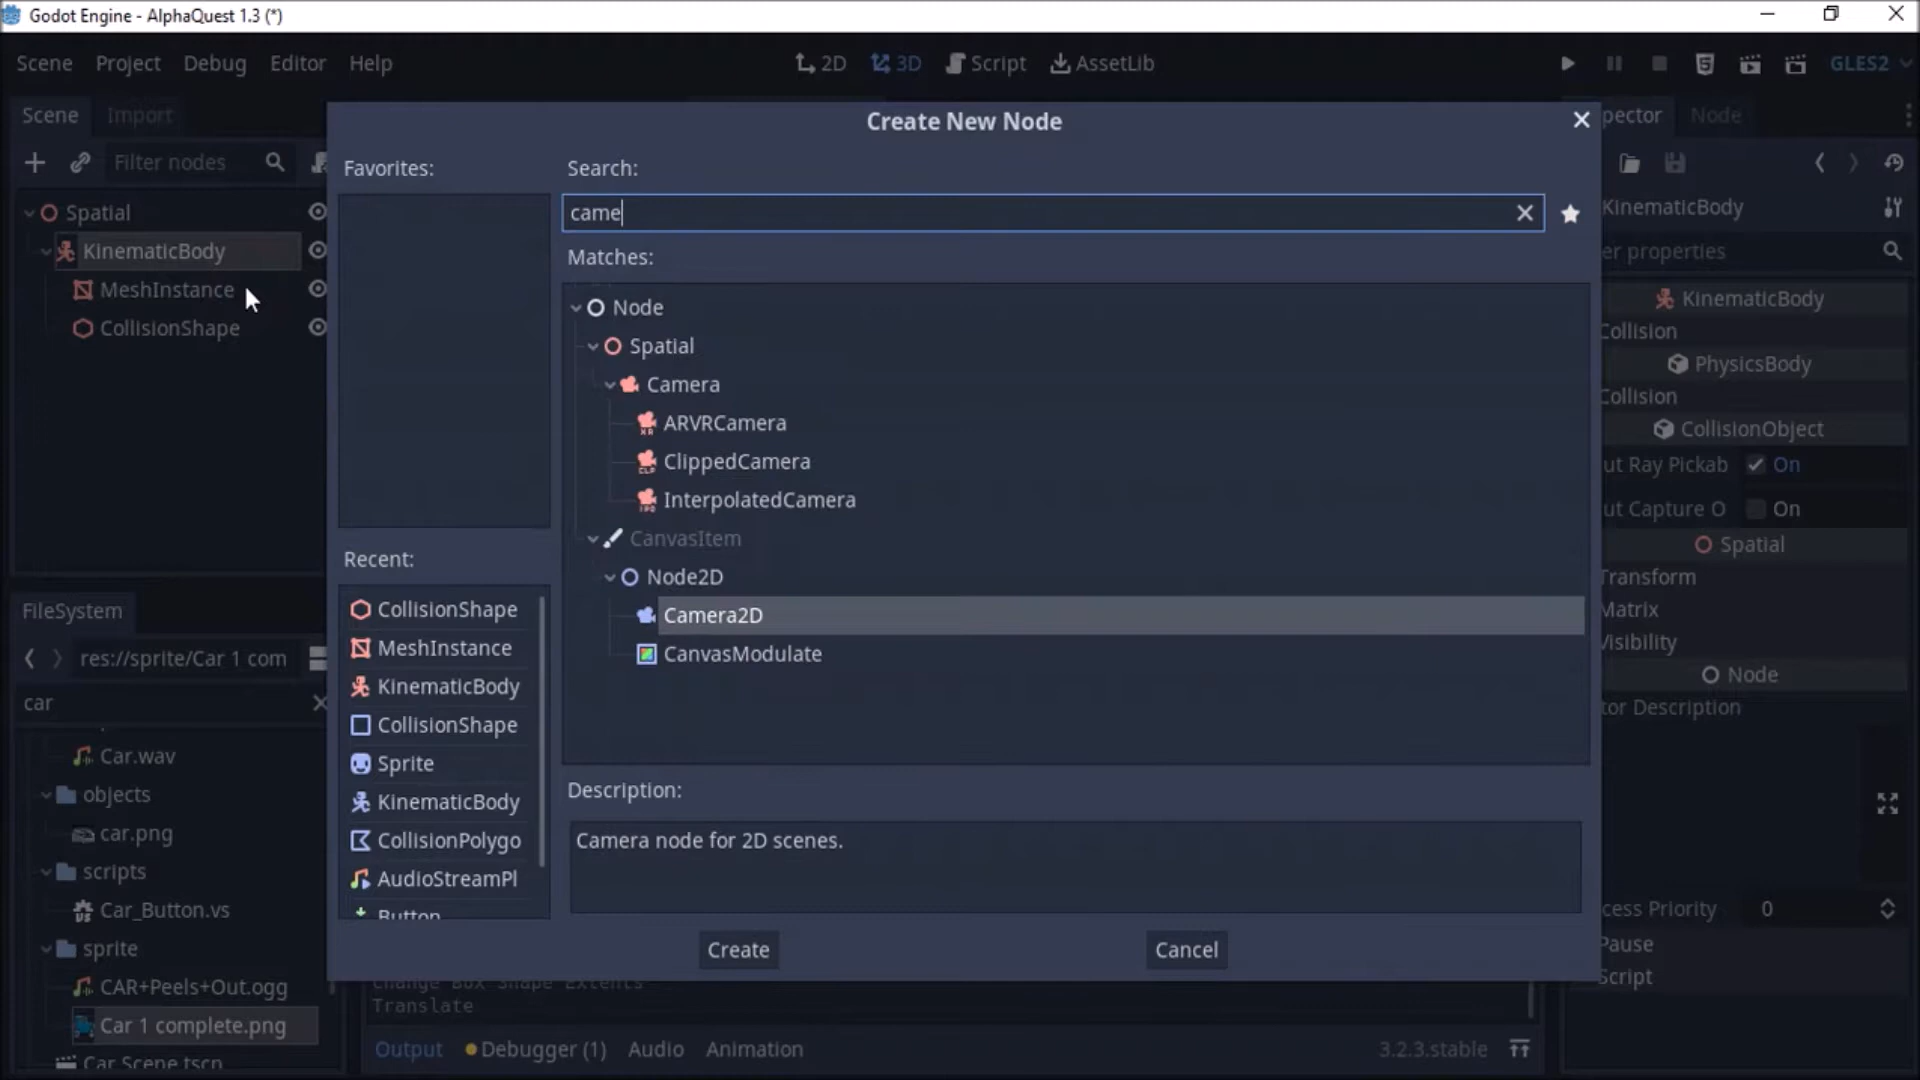 Godot Engine - AlphaQuest 1.3 (*)
Scene Project Debug Editor Help
2D 3D Script AssetLib
GLES2
Scene Import
Filter nodes
Spatial
KinematicBody
MeshInstance
CollisionShape
FileSystem
res://sprite/Car 1 com
car
Car.wav
objects
car.png
scripts
Car_Button.vs
sprite
CAR+Peels+Out.ogg
Car 1 complete.png
Car Scene.tscn
Create New Node
Favorites:
Recent:
CollisionShape
MeshInstance
KinematicBody
CollisionShape
Sprite
KinematicBody
CollisionPolygo
AudioStreamPl
Button
Search:
came
Matches:
Node
Spatial
Camera
ARVRCamera
ClippedCamera
InterpolatedCamera
CanvasItem
Node2D
Camera2D
CanvasModulate
Description:
Camera node for 2D scenes.
Create Cancel
Change Box Shape Extents
Translate
Output Debugger (1) Audio Animation
3.2.3.stable
pector Node
KinematicBody
er properties
KinematicBody
Collision
PhysicsBody
Collision
CollisionObject
ut Ray Pickab On
ut Capture O On
Spatial
Transform
Matrix
Visibility
Node
tor Description
cess Priority 0
Pause
Script